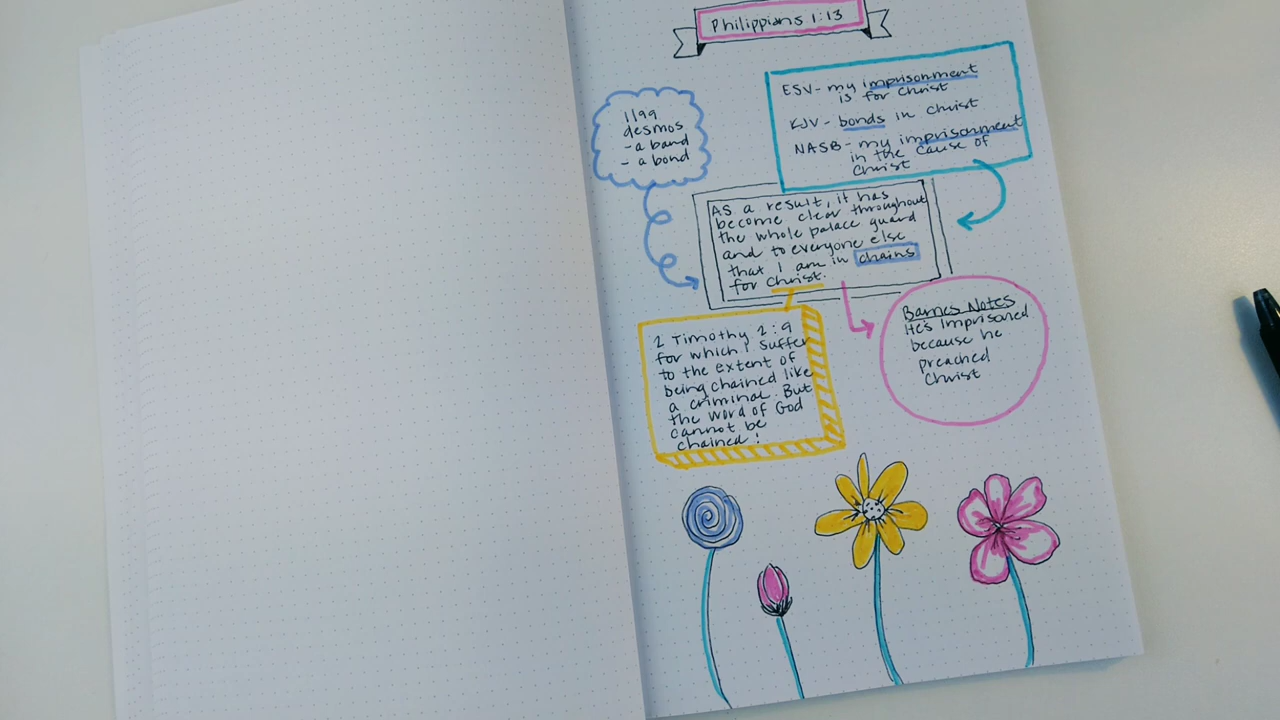 Philippians 1:13
1199
desmos
- a band
- a bond
ESV- my imprisonment
is for Christ
KJV - bonds in Christ
NASB - my imprisonment
in the cause of
Christ
As a result, it has
become clear throughout
the whole palace guard
and to everyone else
that I am in chains
for Christ.
2 Timothy 2:9
for which I suffer
to the extent of
being chained like
a criminal. But
the word of God
cannot be
chained!
Barnes Notes
He's imprisoned
because he
preached
Christ